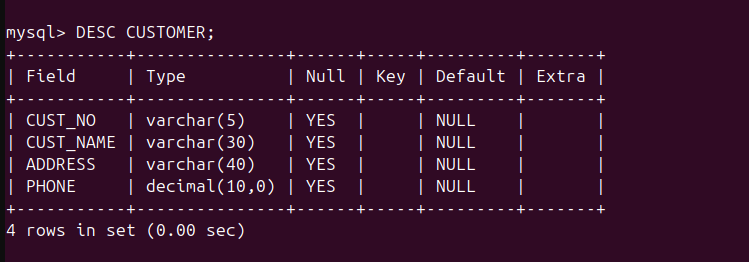 mysql> DESC CUSTOMER;
+-----------+---------------+------+-----+---------+-------+
| Field     | Type          | Null | Key | Default | Extra |
+-----------+---------------+------+-----+---------+-------+
| CUST_NO   | varchar(5)    | YES  |     | NULL    |       |
| CUST_NAME | varchar(30)   | YES  |     | NULL    |       |
| ADDRESS   | varchar(40)   | YES  |     | NULL    |       |
| PHONE     | decimal(10,0) | YES  |     | NULL    |       |
+-----------+---------------+------+-----+---------+-------+
4 rows in set (0.00 sec)